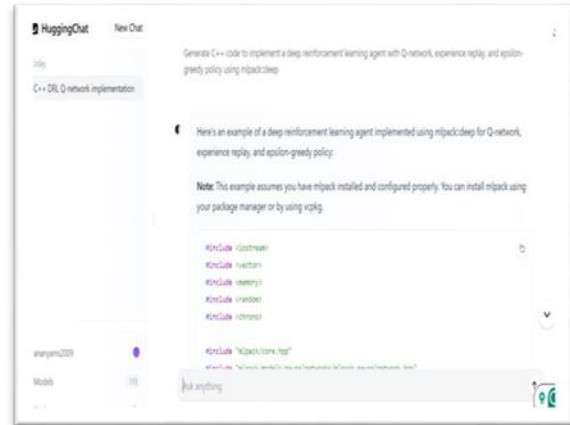 HuggingChat New Chat
C++ DRL Q-network implementation
Generate C++ code to implement a deep reinforcement learning agent with Q-network, experience replay, and epsilon-
greedy policy using mlpack::deep
Here's an example of a deep reinforcement learning agent implemented using mlpack::deep for Q-network,
experience replay, and epsilon-greedy policy:
Note: This example assumes you have mlpack installed and configured properly. You can install mlpack using
your package manager or by using vcpkg.
#include <iostream>
#include <vector>
#include <memory>
#include <random>
#include <chrono>
#include "mlpack/core.hpp"
#include
ananyams2009
Models
Ask anything